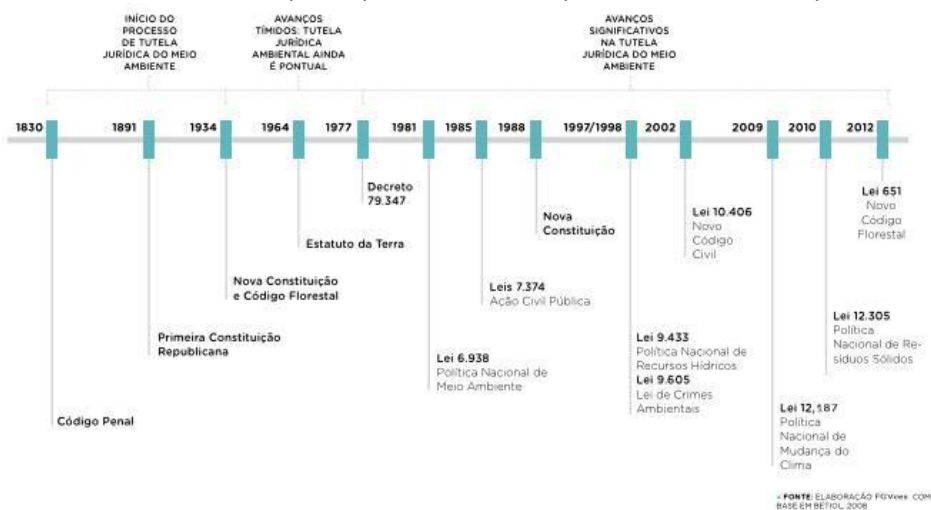 INÍCIO DO
PROCESSO
DE TUTELA
JURÍDICA DO MEIO
AMBIENTE
AVANÇOS
TÍMIDOS: TUTELA
JURÍDICA
AMBIENTAL AINDA
É PONTUAL
AVANÇOS
SIGNIFICATIVOS
NA TUTELA
JURÍDICA DO MEIO
AMBIENTE
1830
1891
1934
1964
1977
1981
1985
1988
1997/1998
2002
2009
2010
2012
Código Penal
Primeira Constituição
Republicana
Nova Constituição
e Código Florestal
Estatuto da Terra
Decreto
79.347
Lei 6.938
Política Nacional de
Meio Ambiente
Leis 7.374
Ação Civil Pública
Nova
Constituição
Lei 9.433
Política Nacional de
Recursos Hídricos
Lei 9.605
Lei de Crimes
Ambientais
Lei 10.406
Novo
Código
Civil
Lei 12,187
Política
Nacional de
Mudança do
Clima
Lei 12.305
Política
Nacional de Re-
síduos Sólidos
Lei 651
Novo
Código
Florestal
FONTE: ELABORAÇÃO FGVces COM
BASE EM BETIOL, 2008